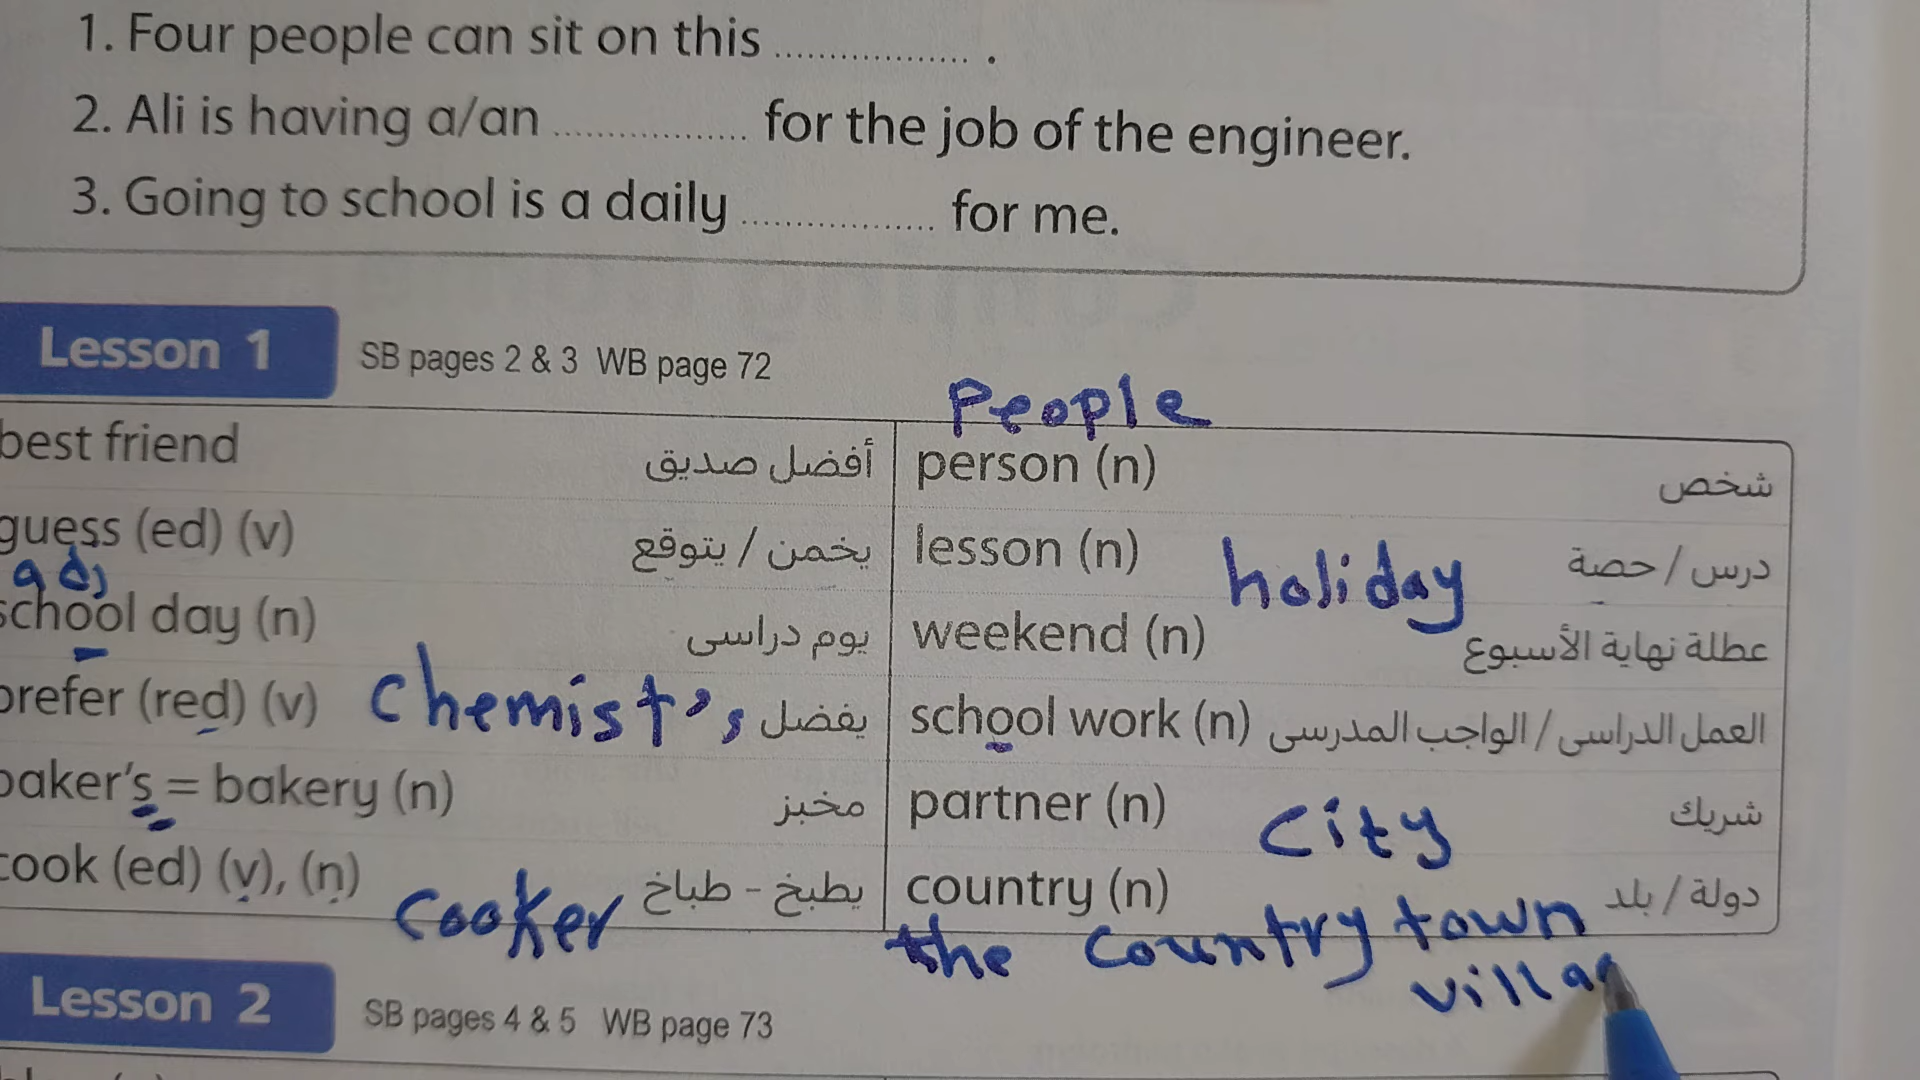 1. Four people can sit on this .................. .
2. Ali is having a/an .................. for the job of the engineer.
3. Going to school is a daily .................. for me.
Lesson 1 SB pages 2 & 3 WB page 72
People
best friend أفضل صديق person (n) شخص
guess (ed) (v) يخمن / يتوقع lesson (n) درس / حصة
adj holiday
school day (n) يوم دراسى weekend (n) عطلة نهاية الأسبوع
prefer (red) (v) chemist's يفضل school work (n) العمل الدراسى / الواجب المدرسى
baker's = bakery (n) مخبز partner (n) city شريك
cook (ed) (v), (n) cooker يطبخ - طباخ country (n) دولة / بلد
the country town
villag
Lesson 2 SB pages 4 & 5 WB page 73